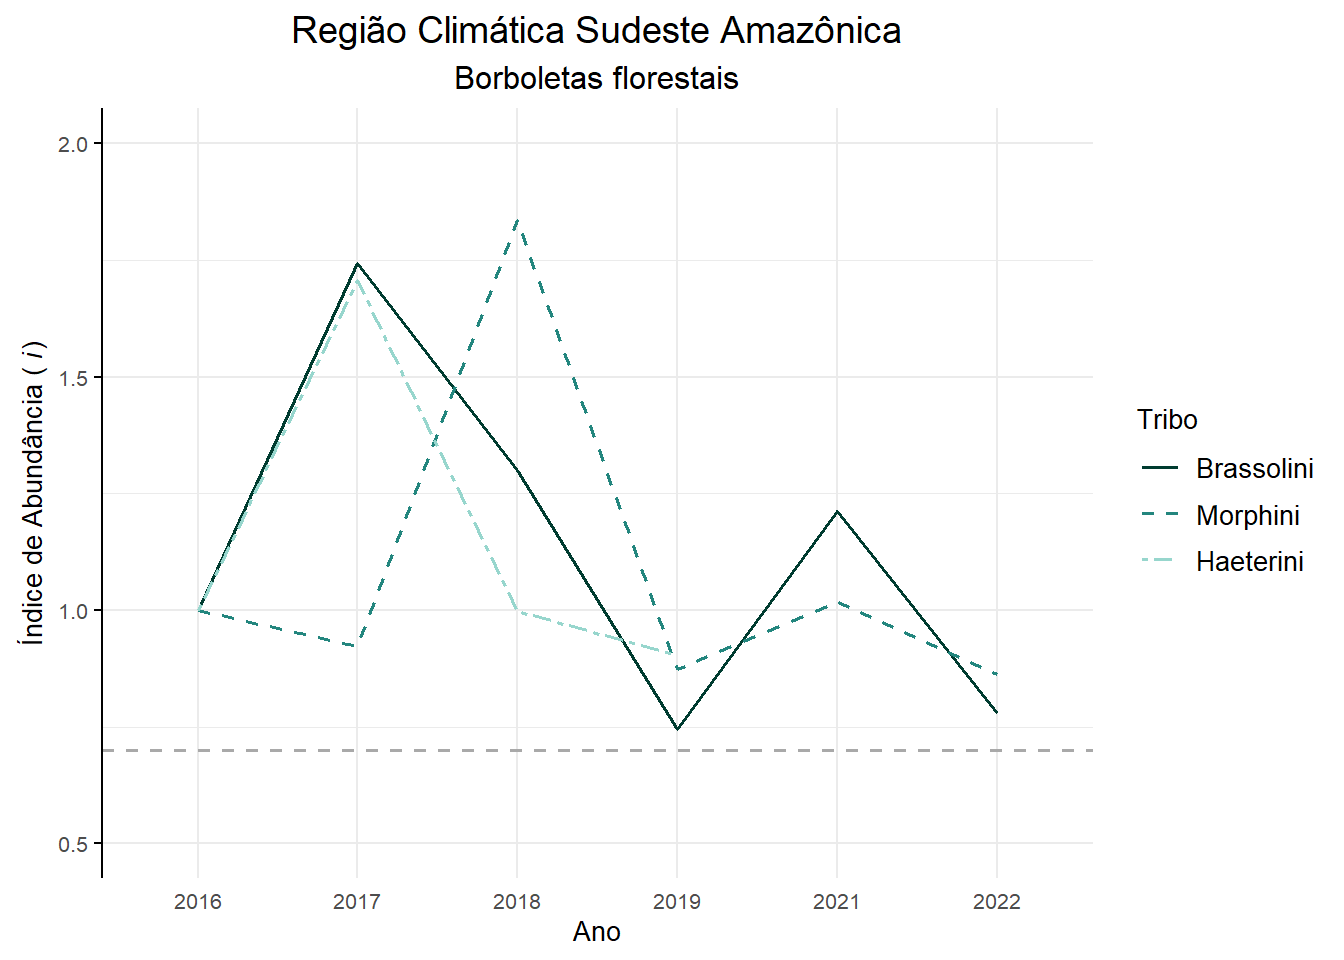 Região Climática Sudeste Amazônica
Borboletas florestais
Índice de Abundância ( i)
2.0
1.5
1.0
0.5
2016 2017 2018 2019 2021 2022
Ano
Tribo
Brassolini
Morphini
Haeterini